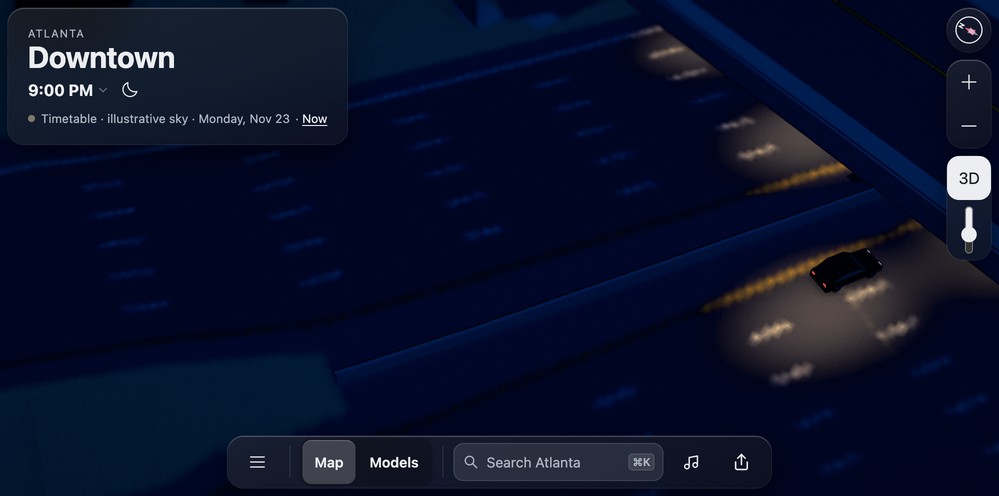 ATLANTA
Downtown
9:00 PM
Timetable · illustrative sky · Monday, Nov 23 · Now
N
3D
Map
Models
Search Atlanta
⌘K